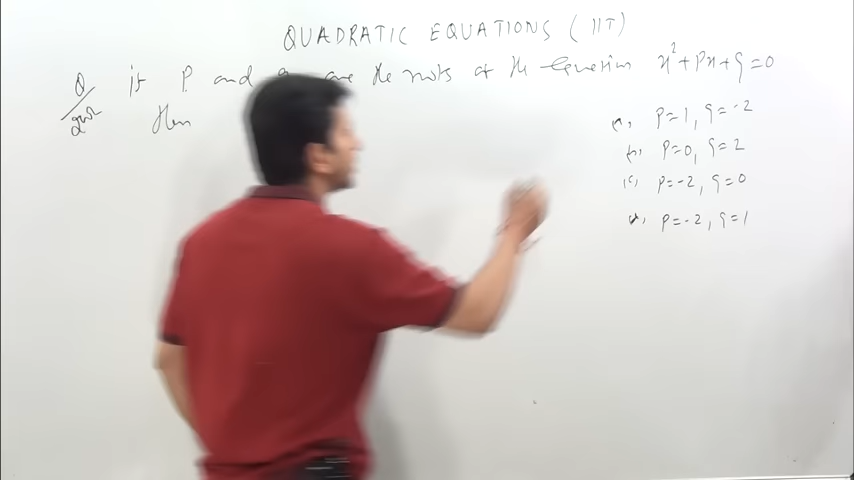 QUADRATIC EQUATIONS (IIT)
Q if P and q are the roots of the Equation x²+Px+q=0
2002 then
(a) P=1, q=-2
(b) P=0, q=2
(c) P=-2, q=0
(d) P=-2, q=1